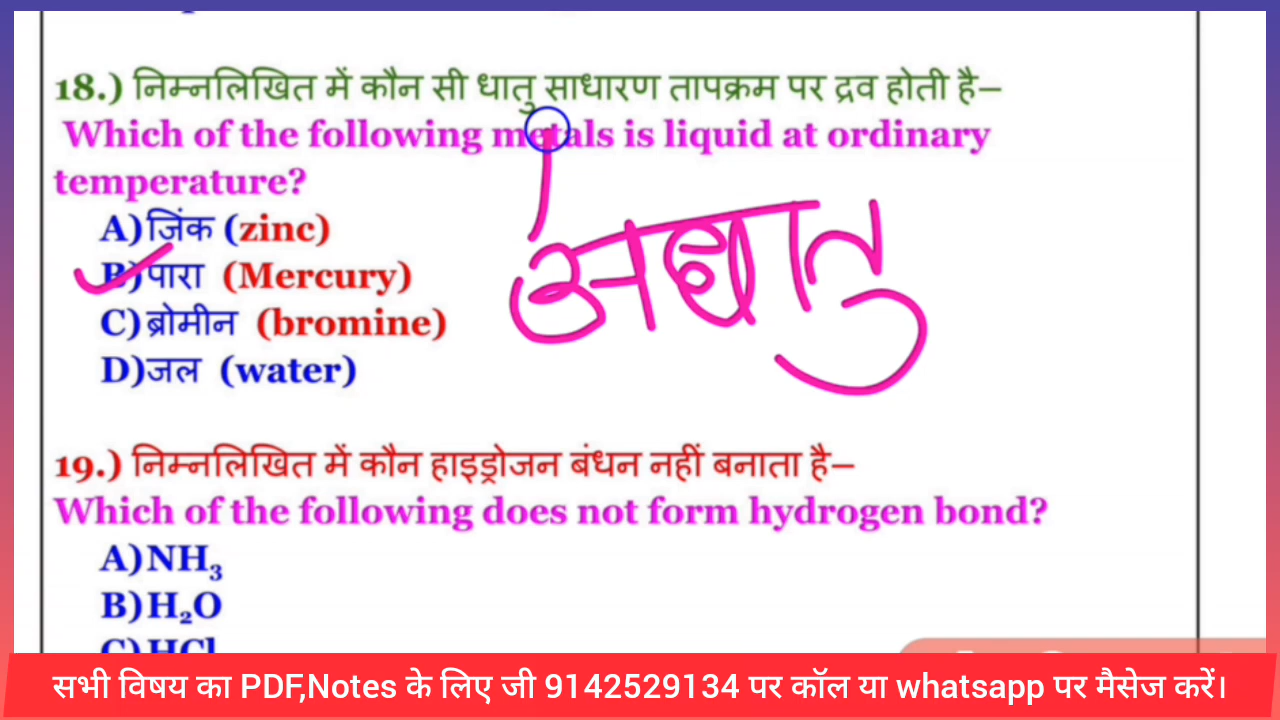 18.) निम्नलिखित में कौन सी धातु साधारण तापक्रम पर द्रव होती है–
Which of the following metals is liquid at ordinary
temperature?
A) जिंक (zinc)
B) पारा (Mercury)
C) ब्रोमीन (bromine)
D) जल (water)
अधातु
19.) निम्नलिखित में कौन हाइड्रोजन बंधन नहीं बनाता है–
Which of the following does not form hydrogen bond?
A) NH₃
B) H₂O
C) HCl
सभी विषय का PDF,Notes के लिए जी 9142529134 पर कॉल या whatsapp पर मैसेज करें।